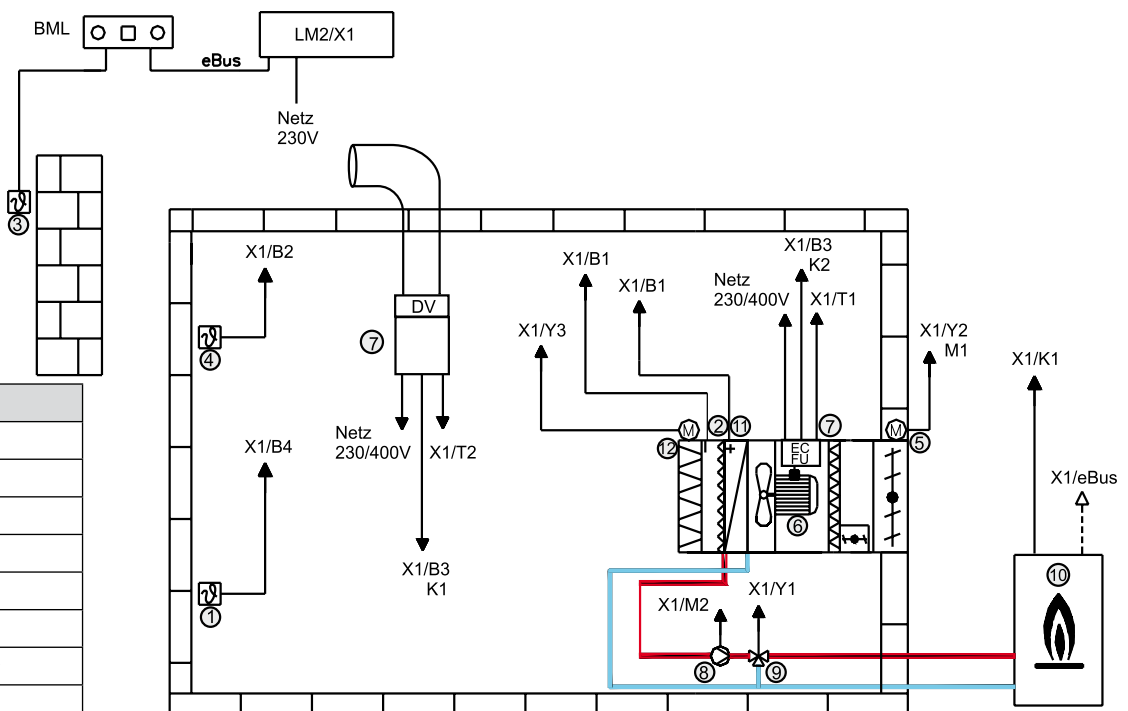 BML
LM2/X1
eBus
Netz
230V
3
X1/B2
4
DV
7
Netz
230/400V
X1/T2
X1/B3
K1
X1/B4
1
X1/B1
X1/B1
X1/Y3
X1/B3
K2
Netz
230/400V
X1/T1
X1/Y2
M1
X1/K1
M
2
11
7
M
5
12
+
EC
FU
6
X1/eBus
10
X1/M2
X1/Y1
8
9